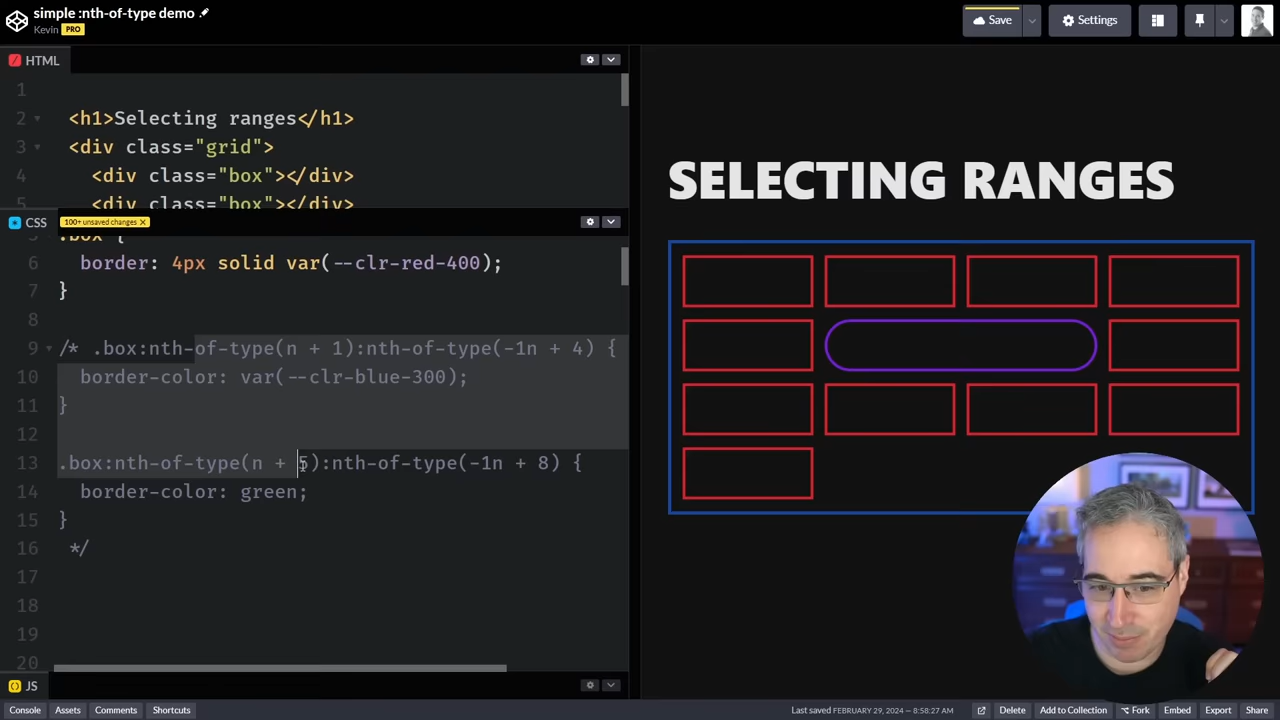 simple :nth-of-type demo
Kevin PRO
Save
Settings
HTML
1
2 <h1>Selecting ranges</h1>
3 <div class="grid">
4 <div class="box"></div>
5 <div class="box"></div>
CSS 100+ unsaved changes X
5 .box {
6 border: 4px solid var(--clr-red-400);
7 }
8
9 /* .box:nth-of-type(n + 1):nth-of-type(-1n + 4) {
10 border-color: var(--clr-blue-300);
11 }
12
13 .box:nth-of-type(n + 5):nth-of-type(-1n + 8) {
14 border-color: green;
15 }
16 */
17
18
19
20
JS
SELECTING RANGES
Console Assets Comments Shortcuts
Last saved FEBRUARY 29, 2024 — 8:58:27 AM
Delete Add to Collection Fork Embed Export Share